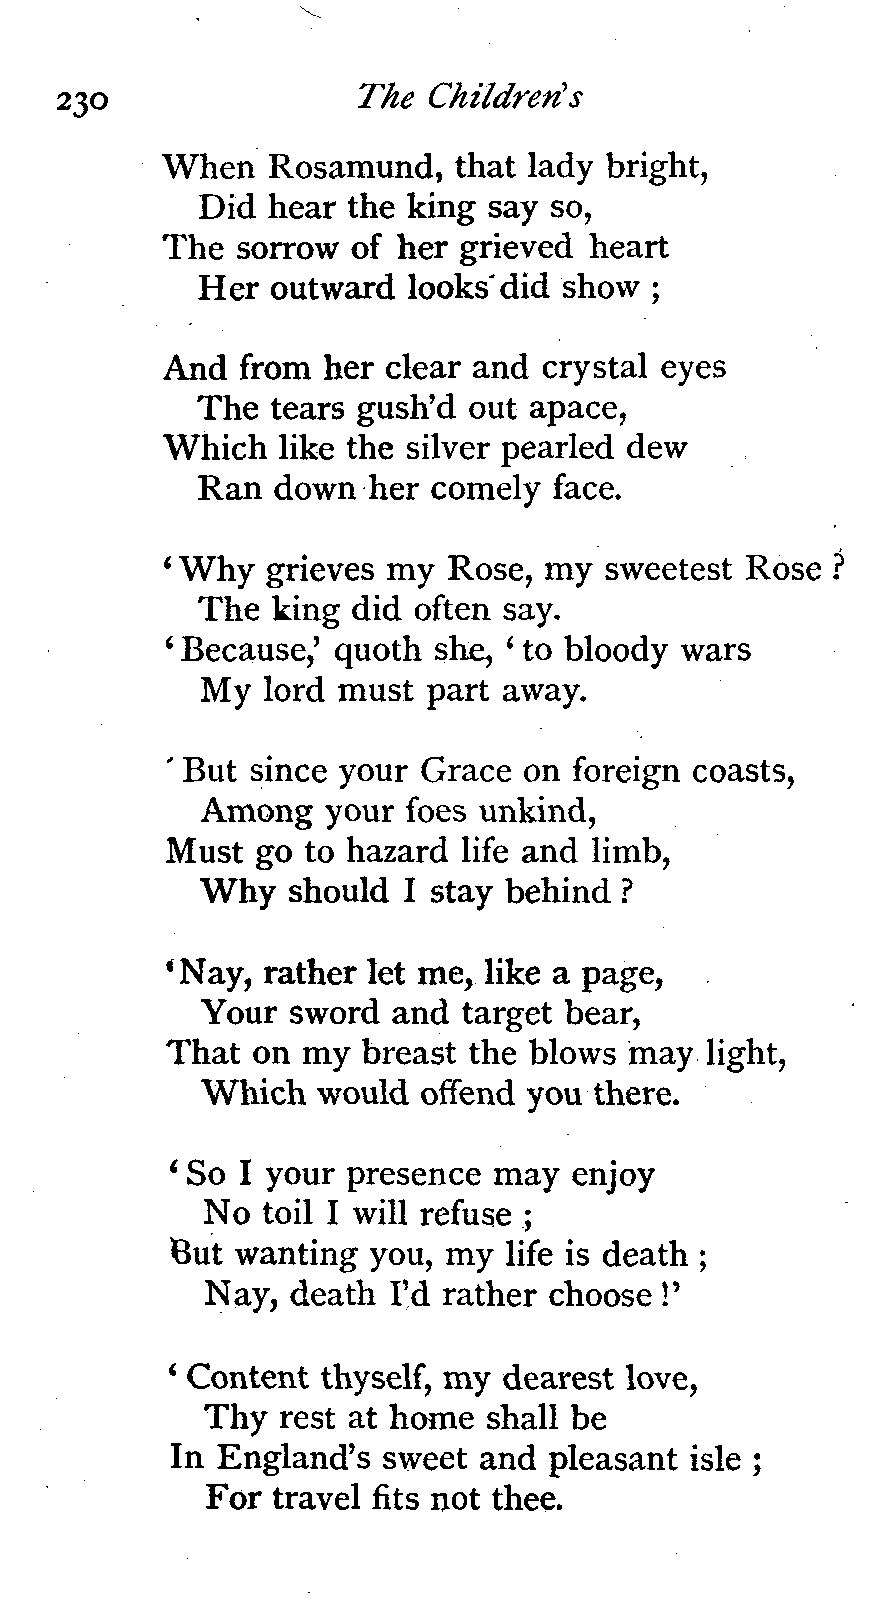 230 The Children's
When Rosamund, that lady bright,
Did hear the king say so,
The sorrow of her grieved heart
Her outward looks did show ;
And from her clear and crystal eyes
The tears gush'd out apace,
Which like the silver pearled dew
Ran down her comely face.
‘Why grieves my Rose, my sweetest Rose ?
The king did often say.
‘Because,’ quoth she, ‘to bloody wars
My lord must part away.
‘But since your Grace on foreign coasts,
Among your foes unkind,
Must go to hazard life and limb,
Why should I stay behind ?
‘Nay, rather let me, like a page,
Your sword and target bear,
That on my breast the blows may light,
Which would offend you there.
‘So I your presence may enjoy
No toil I will refuse ;
But wanting you, my life is death ;
Nay, death I'd rather choose !’
‘Content thyself, my dearest love,
Thy rest at home shall be
In England's sweet and pleasant isle ;
For travel fits not thee.